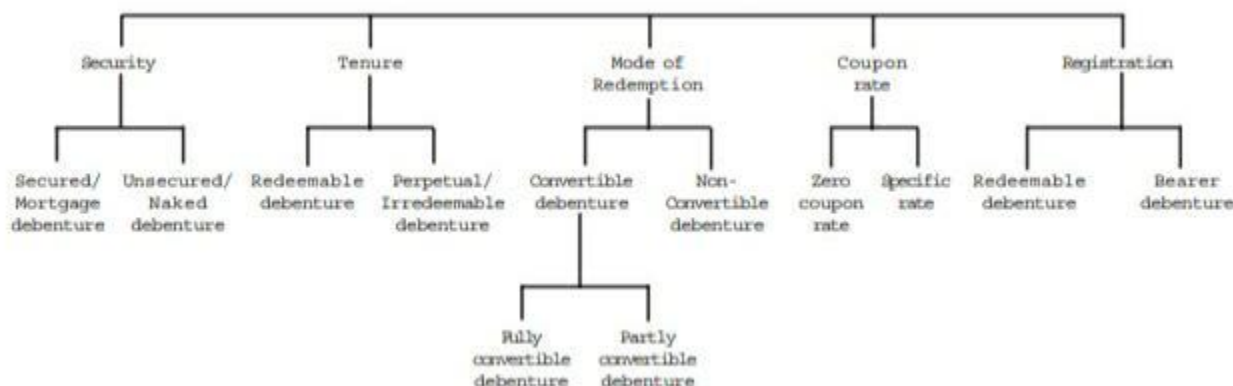 Security
Tenure
Mode of
Redemption
Coupon
rate
Registration
Secured/
Mortgage
debenture
Unsecured/
Naked
debenture
Redeemable
debenture
Perpetual/
Irredeemable
debenture
Convertible
debenture
Non-
Convertible
debenture
Zero
coupon
rate
Specific
rate
Redeemable
debenture
Bearer
debenture
Fully
convertible
debenture
Partly
convertible
debenture